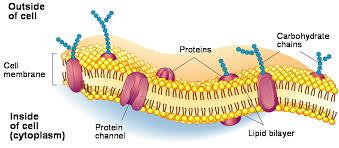 Outside
of cell
Carbohydrate
chains
Proteins
Cell
membrane
Inside
of cell
(cytoplasm)
Protein
channel
Lipid bilayer